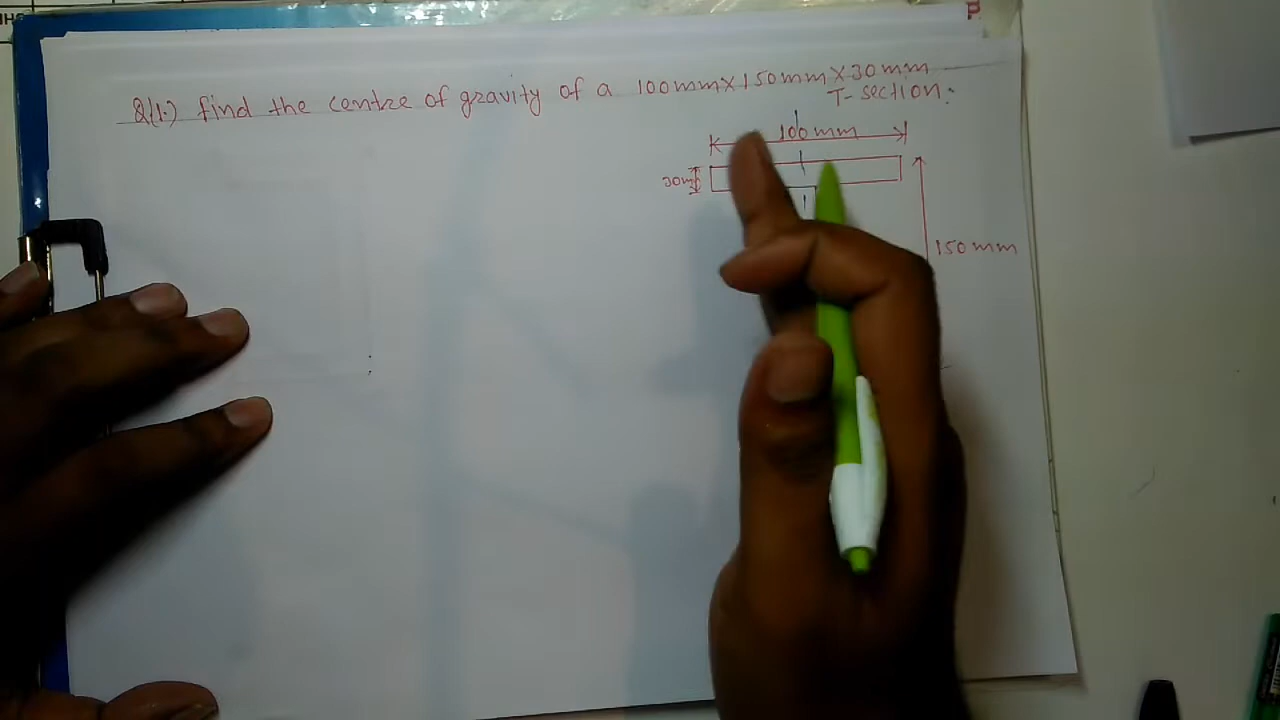 Q(1.) find the centre of gravity of a 100mm×150mm×30mm
T-section.
100mm
30mm
150mm